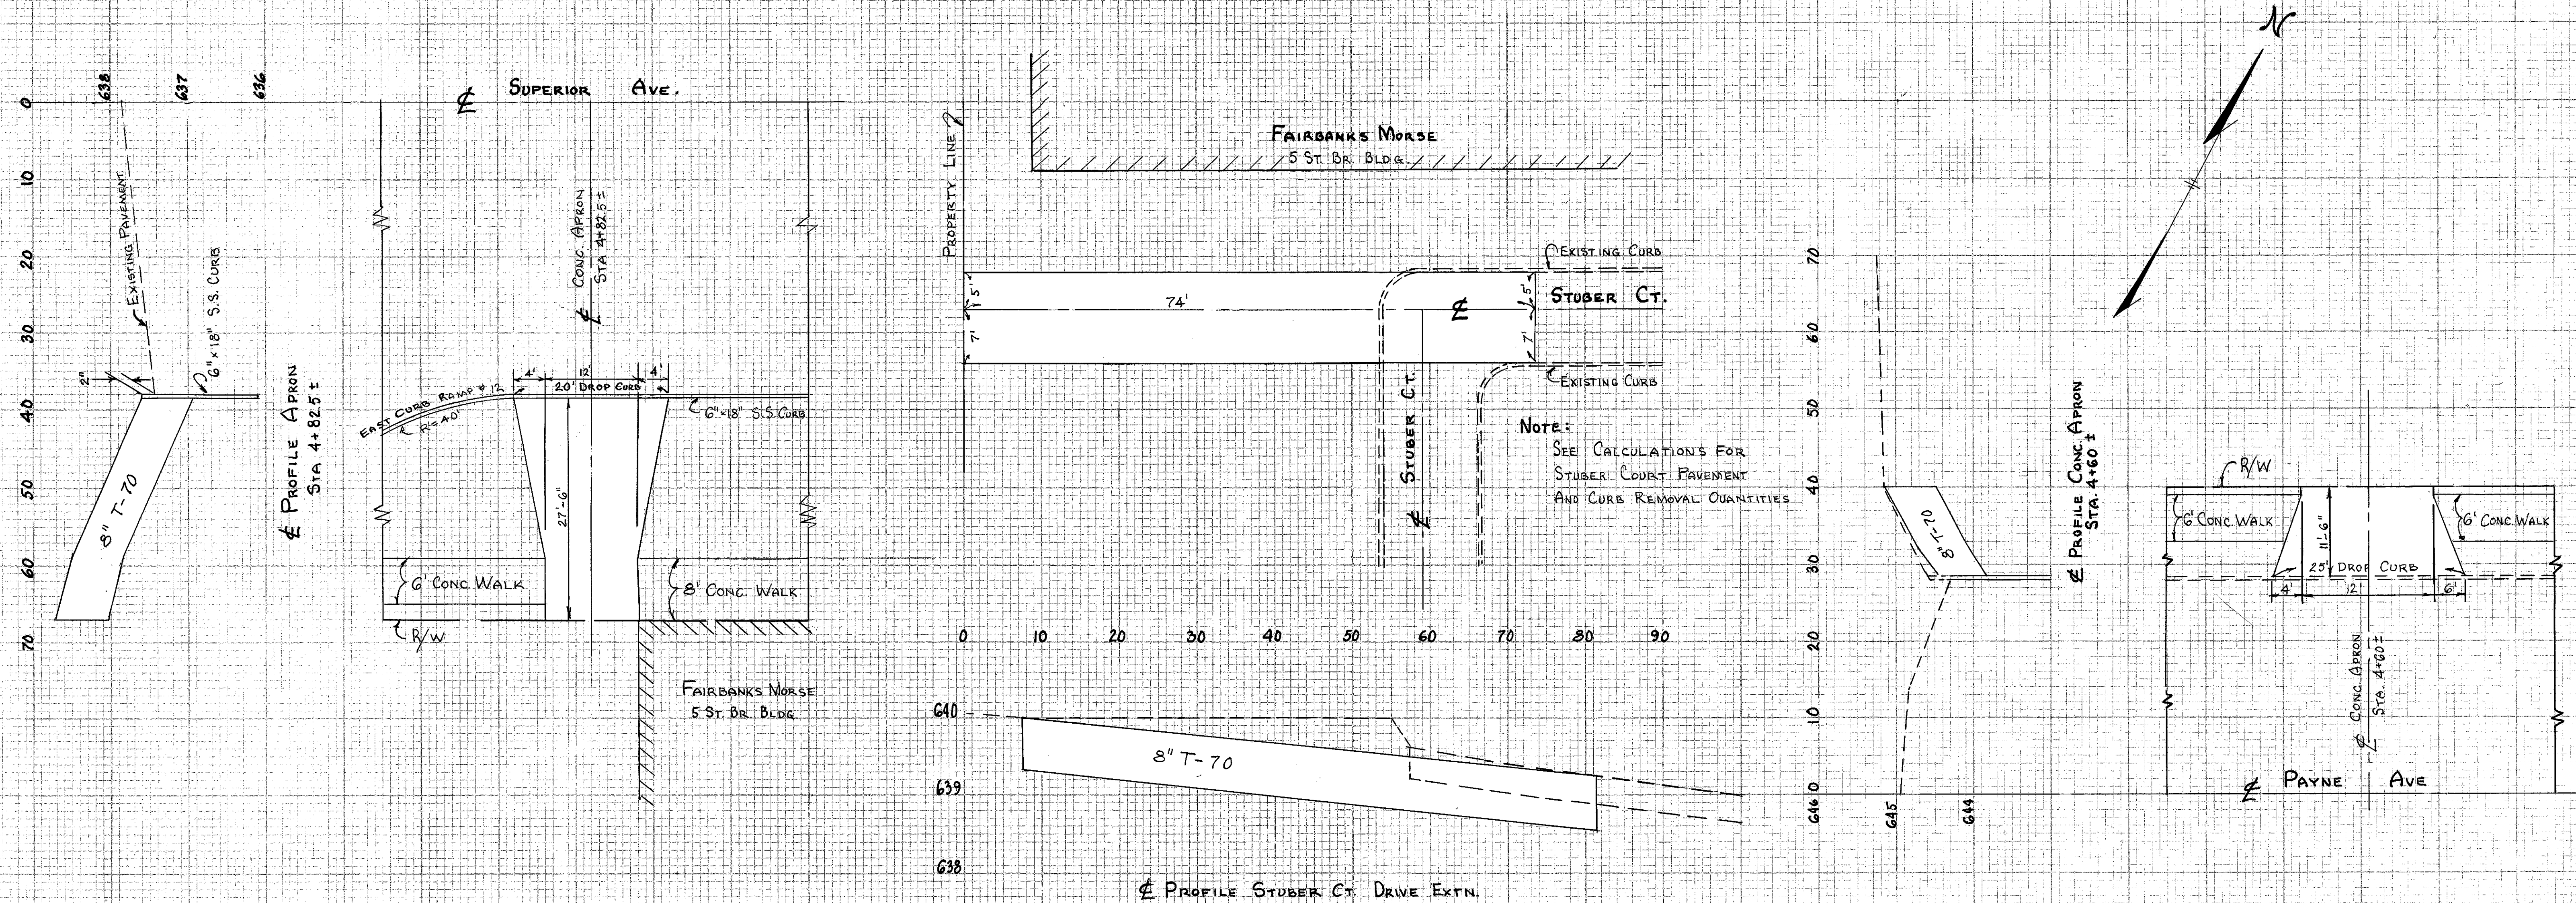 638
637
636
0
10
20
30
40
50
60
70
EXISTING PAVEMENT
6"x18" S.S. CURB
2"
8" T-70
℄ PROFILE APRON
STA 4+82.5 ±
℄ SUPERIOR AVE.
℄ CONC. APRON
STA 4+82.5 ±
4' 12' 4'
20' DROP CURB
EAST CURB RAMP #12
R=40'
6"x18" S.S. CURB
27'-6"
6' CONC. WALK
8' CONC. WALK
R/W
FAIRBANKS MORSE
5 ST. BR. BLDG
PROPERTY LINE
FAIRBANKS MORSE
5 ST. BR. BLDG.
EXISTING CURB
5'
7'
74'
℄
5'
7'
STUBER CT.
EXISTING CURB
℄ STUBER CT.
NOTE:
SEE CALCULATIONS FOR
STUBER COURT PAVEMENT
AND CURB REMOVAL QUANTITIES
0 10 20 30 40 50 60 70 80 90
640
639
638
8" T-70
℄ PROFILE STUBER CT. DRIVE EXTN.
70
60
50
40
30
20
10
0
646
645
644
8" T-70
℄ PROFILE CONC. APRON
STA. 4+60 ±
N
R/W
6' CONC. WALK
11'-6"
6' CONC. WALK
25' DROP CURB
4' 12' 6'
℄ CONC. APRON
STA. 4+60 ±
℄ PAYNE AVE